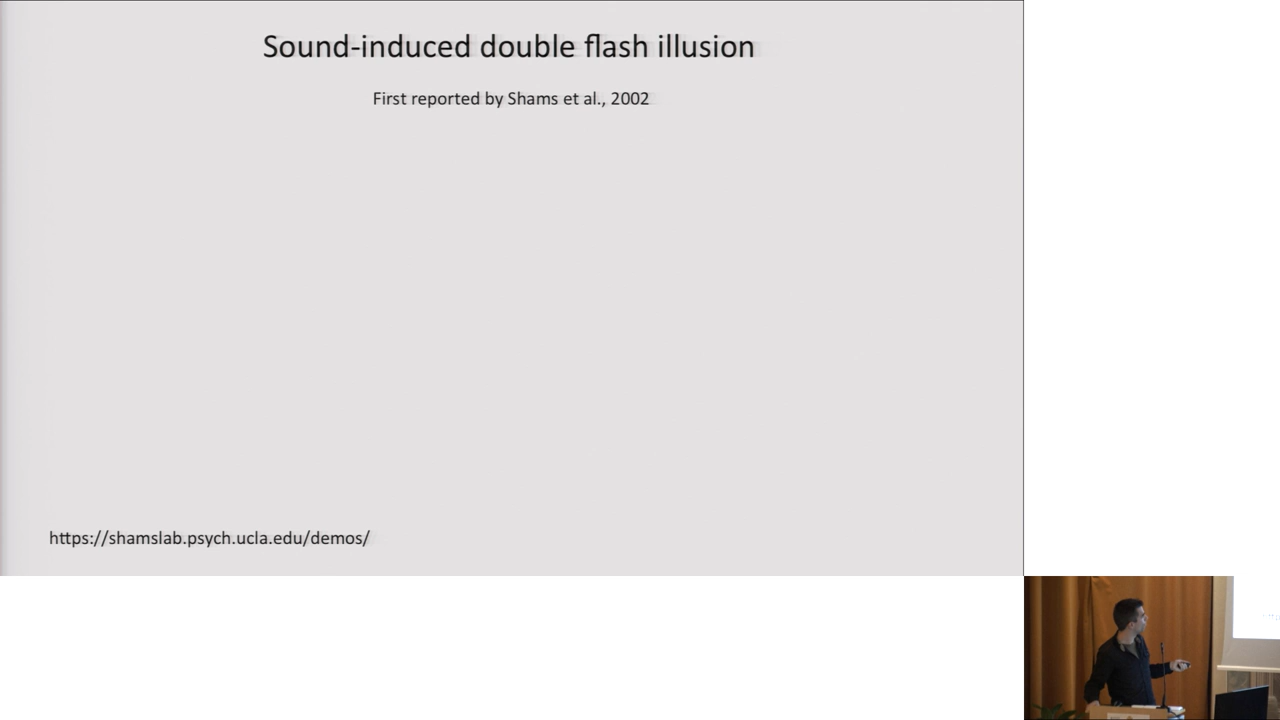 Sound-induced double flash illusion
First reported by Shams et al., 2002
https://shamslab.psych.ucla.edu/demos/